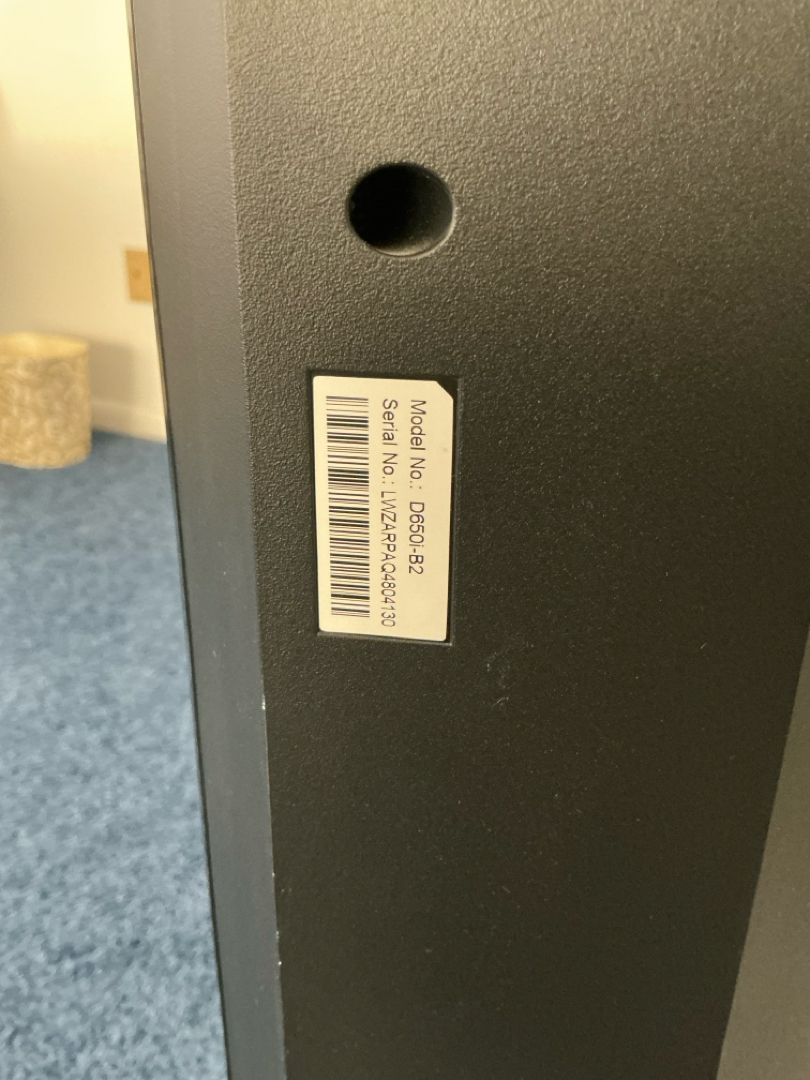 Model No.: D650i-B2
Serial No.: LWZARPAQ4804130